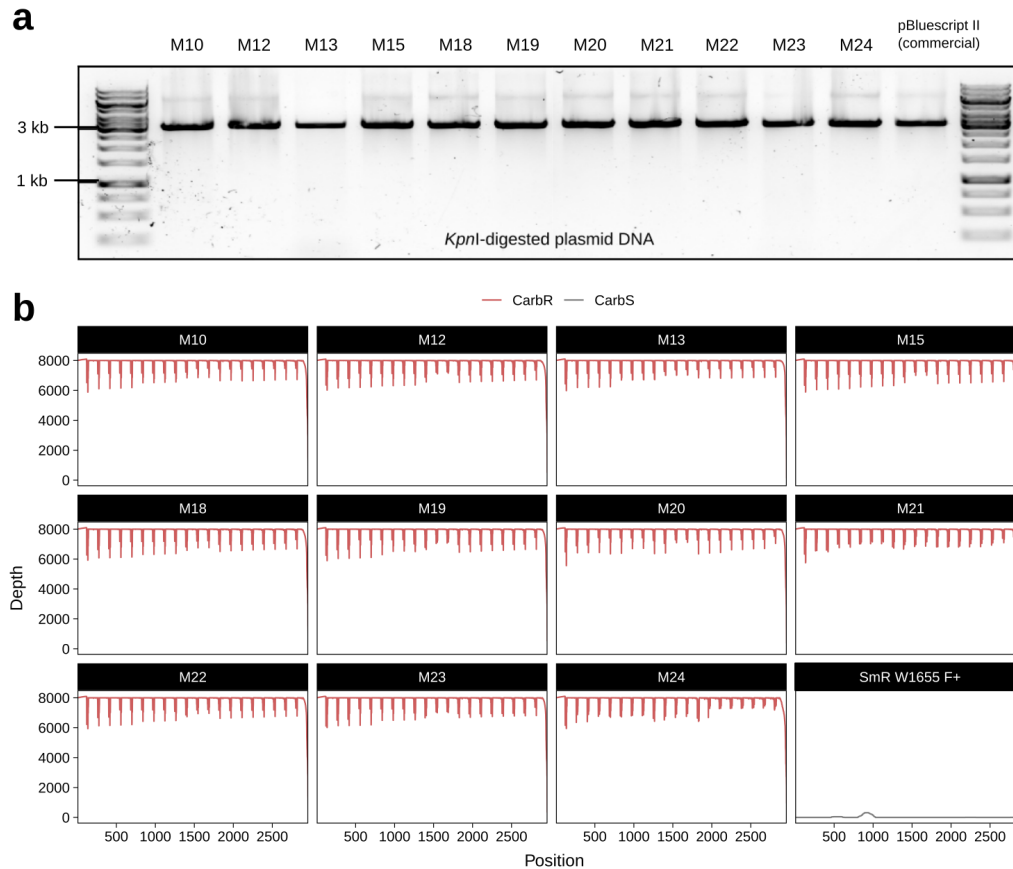 a
M10 M12 M13 M15 M18 M19 M20 M21 M22 M23 M24 pBluescript II
(commercial)
3 kb
1 kb
KpnI-digested plasmid DNA
b
CarbR CarbS
M10 M12 M13 M15
8000
6000
4000
2000
0
M18 M19 M20 M21
8000
6000
4000
2000
0
Depth
M22 M23 M24 SmR W1655 F+
8000
6000
4000
2000
0
500 1000 1500 2000 2500 500 1000 1500 2000 2500 500 1000 1500 2000 2500 500 1000 1500 2000 2500
Position